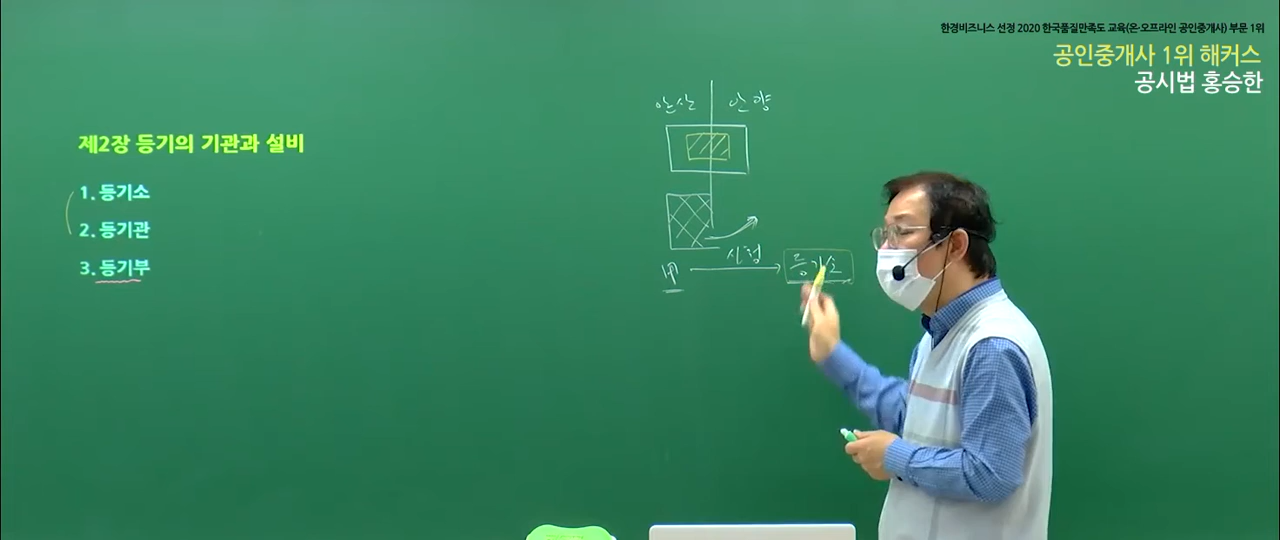 한경비즈니스 선정 2020 한국품질만족도 교육(온·오프라인 공인중개사) 부문 1위
공인중개사 1위 해커스
공시법 홍승한
제2장 등기의 기관과 설비
1. 등기소
2. 등기관
3. 등기부
안산 안양
甲 신청 등기소